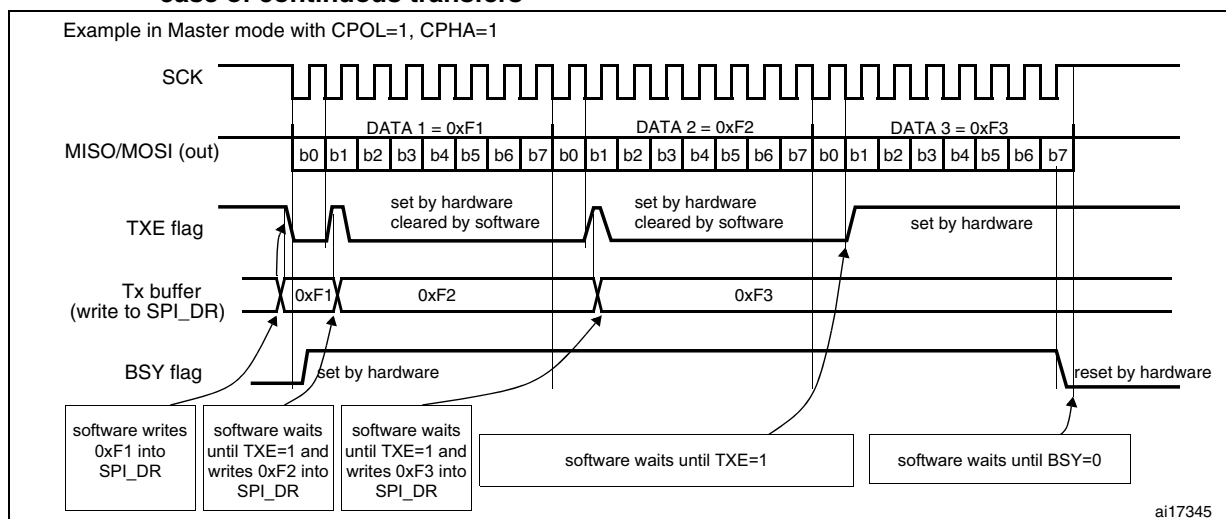 case of continuous transfers
Example in Master mode with CPOL=1, CPHA=1
SCK
DATA 1 = 0xF1 DATA 2 = 0xF2 DATA 3 = 0xF3
MISO/MOSI (out) b0 b1 b2 b3 b4 b5 b6 b7 b0 b1 b2 b3 b4 b5 b6 b7 b0 b1 b2 b3 b4 b5 b6 b7
TXE flag
set by hardware
cleared by software
set by hardware
cleared by software
set by hardware
Tx buffer
(write to SPI_DR)
0xF1 0xF2 0xF3
BSY flag
set by hardware
reset by hardware
software writes
0xF1 into
SPI_DR
software waits
until TXE=1 and
writes 0xF2 into
SPI_DR
software waits
until TXE=1 and
writes 0xF3 into
SPI_DR
software waits until TXE=1
software waits until BSY=0
ai17345